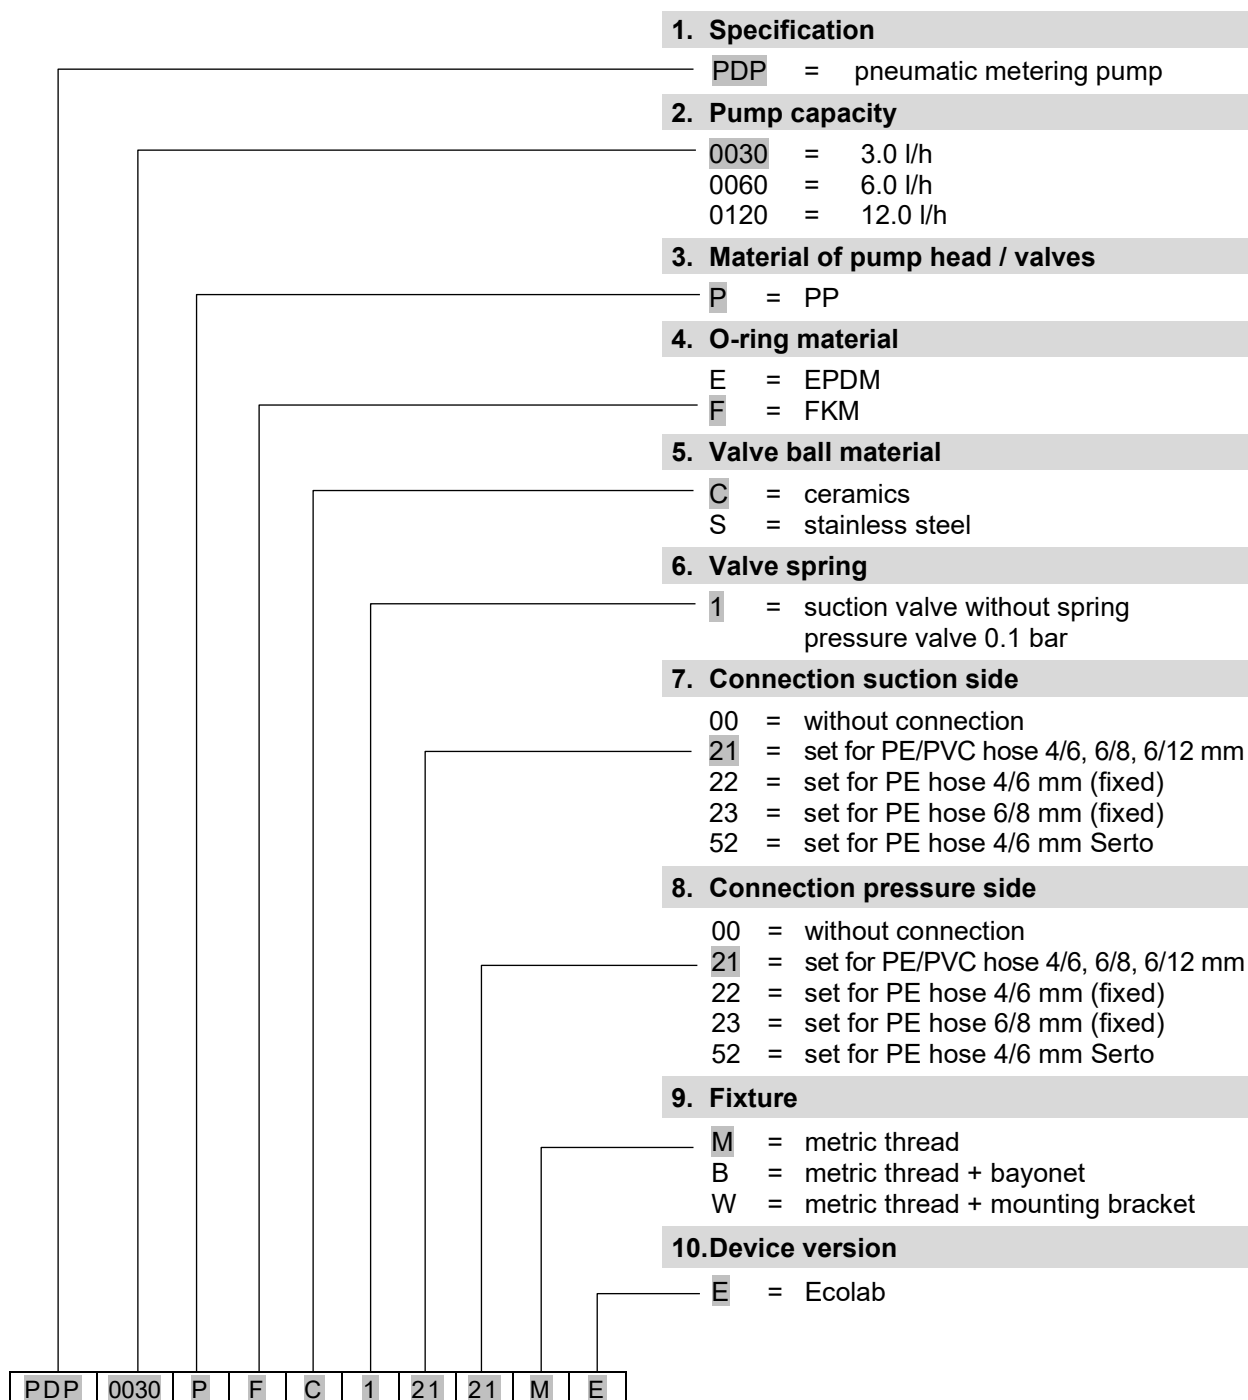 1. Specification
PDP = pneumatic metering pump
2. Pump capacity
0030 = 3.0 l/h
0060 = 6.0 l/h
0120 = 12.0 l/h
3. Material of pump head / valves
P = PP
4. O-ring material
E = EPDM
F = FKM
5. Valve ball material
C = ceramics
S = stainless steel
6. Valve spring
1 = suction valve without spring
pressure valve 0.1 bar
7. Connection suction side
00 = without connection
21 = set for PE/PVC hose 4/6, 6/8, 6/12 mm
22 = set for PE hose 4/6 mm (fixed)
23 = set for PE hose 6/8 mm (fixed)
52 = set for PE hose 4/6 mm Serto
8. Connection pressure side
00 = without connection
21 = set for PE/PVC hose 4/6, 6/8, 6/12 mm
22 = set for PE hose 4/6 mm (fixed)
23 = set for PE hose 6/8 mm (fixed)
52 = set for PE hose 4/6 mm Serto
9. Fixture
M = metric thread
B = metric thread + bayonet
W = metric thread + mounting bracket
10.Device version
E = Ecolab
PDP 0030 P F C 1 21 21 M E